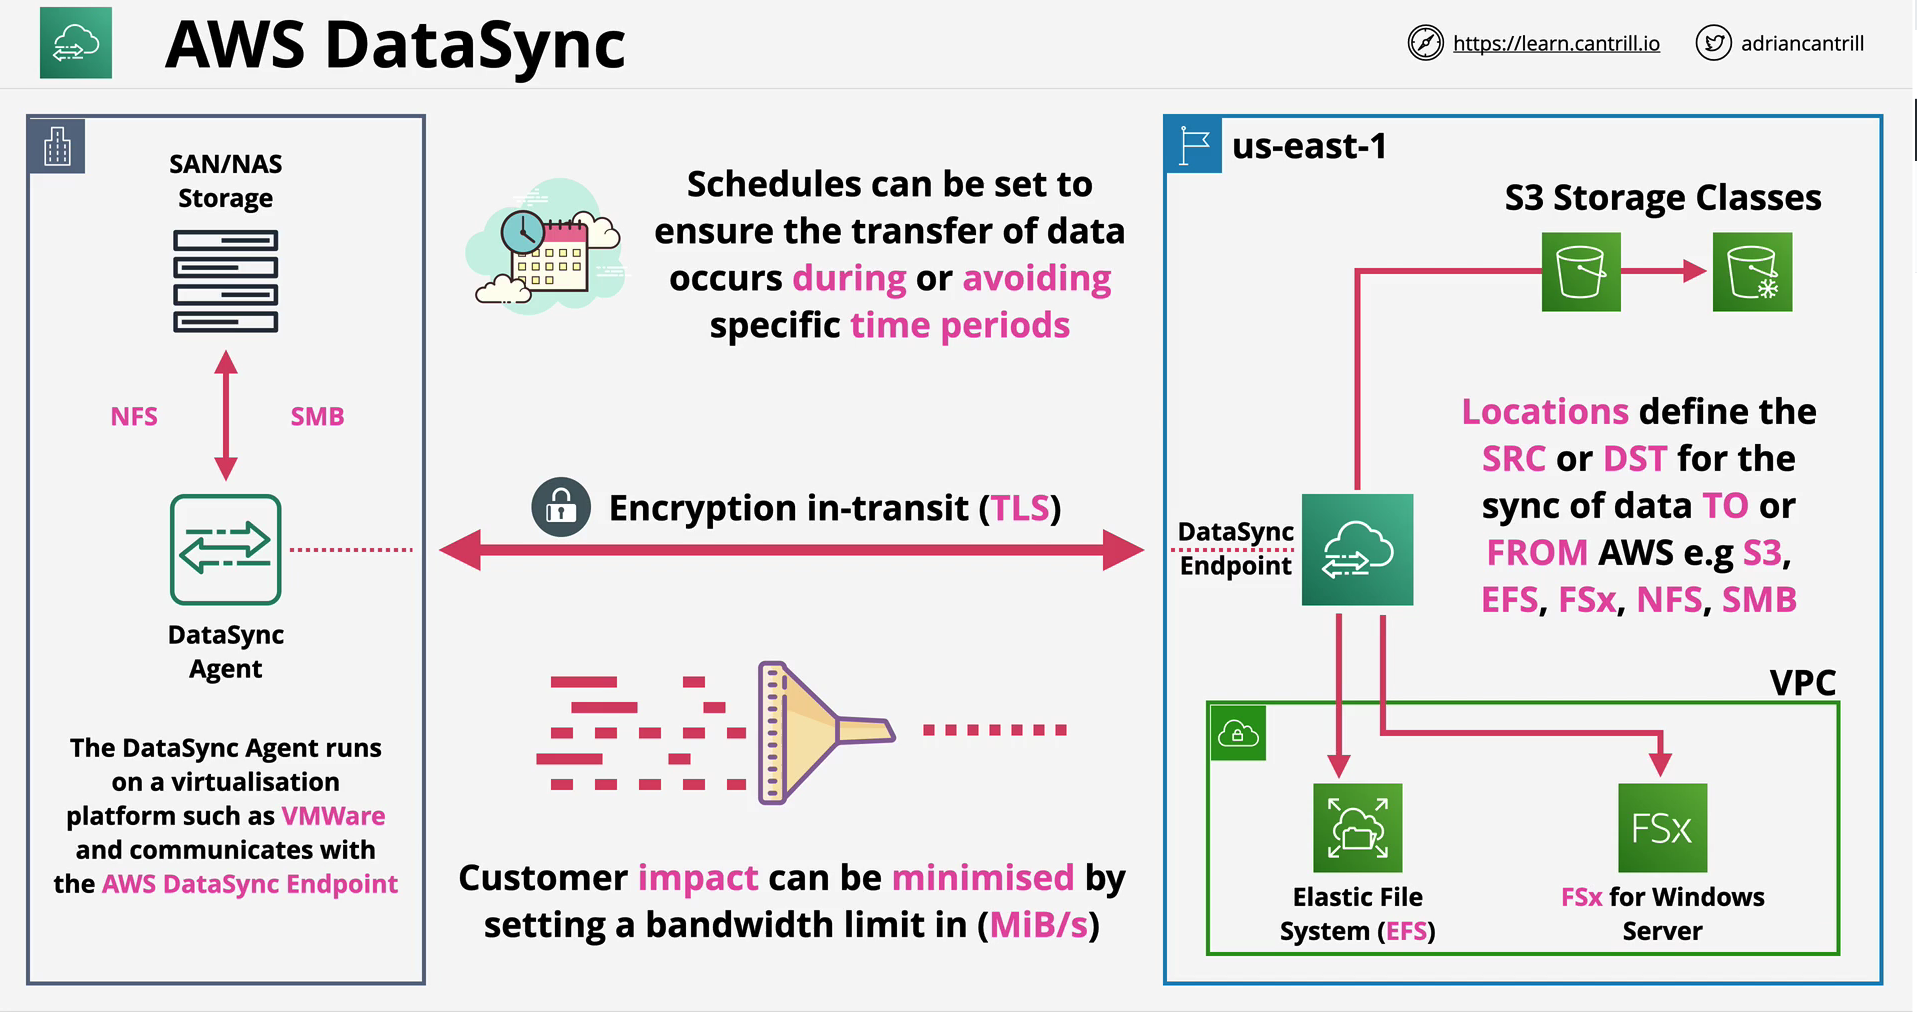 AWS DataSync
https://learn.cantrill.io
adriancantrill
SAN/NAS
Storage
NFS
SMB
DataSync
Agent
The DataSync Agent runs
on a virtualisation
platform such as VMWare
and communicates with
the AWS DataSync Endpoint
Schedules can be set to
ensure the transfer of data
occurs during or avoiding
specific time periods
Encryption in-transit (TLS)
Customer impact can be minimised by
setting a bandwidth limit in (MiB/s)
us-east-1
S3 Storage Classes
Locations define the
SRC or DST for the
sync of data TO or
FROM AWS e.g S3,
EFS, FSx, NFS, SMB
DataSync
Endpoint
VPC
Elastic File
System (EFS)
FSx
FSx for Windows
Server